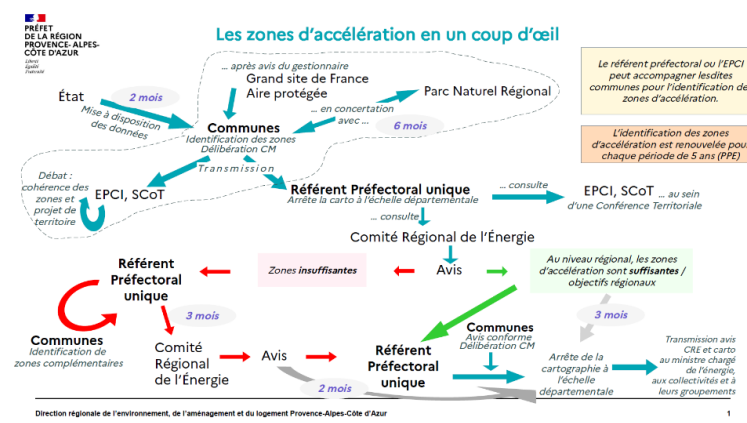 PRÉFET
DE LA RÉGION
PROVENCE-ALPES-
CÔTE D'AZUR
Liberté
Égalité
Fraternité
Les zones d'accélération en un coup d'œil
Le référent préfectoral ou l'EPCI
peut accompagner lesdites
communes pour l'identification de
zones d'accélération.
L'identification des zones
d'accélération est renouvelée pour
chaque période de 5 ans (PPE)
... après avis du gestionnaire
Grand site de France
Aire protégée
État
2 mois
Mise à disposition
des données
Parc Naturel Régional
... en concertation
avec ...
6 mois
Communes
Identification des zones
Délibération CM
Transmission
Débat :
cohérence des
zones et
projet de
territoire
EPCI, SCoT
Référent Préfectoral unique
Arrête la carto à l'échelle départementale
... consulte
EPCI, SCoT ... au sein
d'une Conférence Territoriale
... consulte
Comité Régional de l'Énergie
Référent
Préfectoral
unique
Zones insuffisantes
Avis
Au niveau régional, les zones
d'accélération sont suffisantes /
objectifs régionaux
3 mois
3 mois
Communes
Identification de
zones complémentaires
Comité
Régional
de l'Énergie
Avis
2 mois
Référent
Préfectoral
unique
Communes
Avis conforme
Délibération CM
Arrête de la
cartographie à
l'échelle
départementale
Transmission avis
CRE et carto
au ministre chargé
de l'énergie,
aux collectivités et à
leurs groupements
Direction régionale de l'environnement, de l'aménagement et du logement Provence-Alpes-Côte d'Azur
1